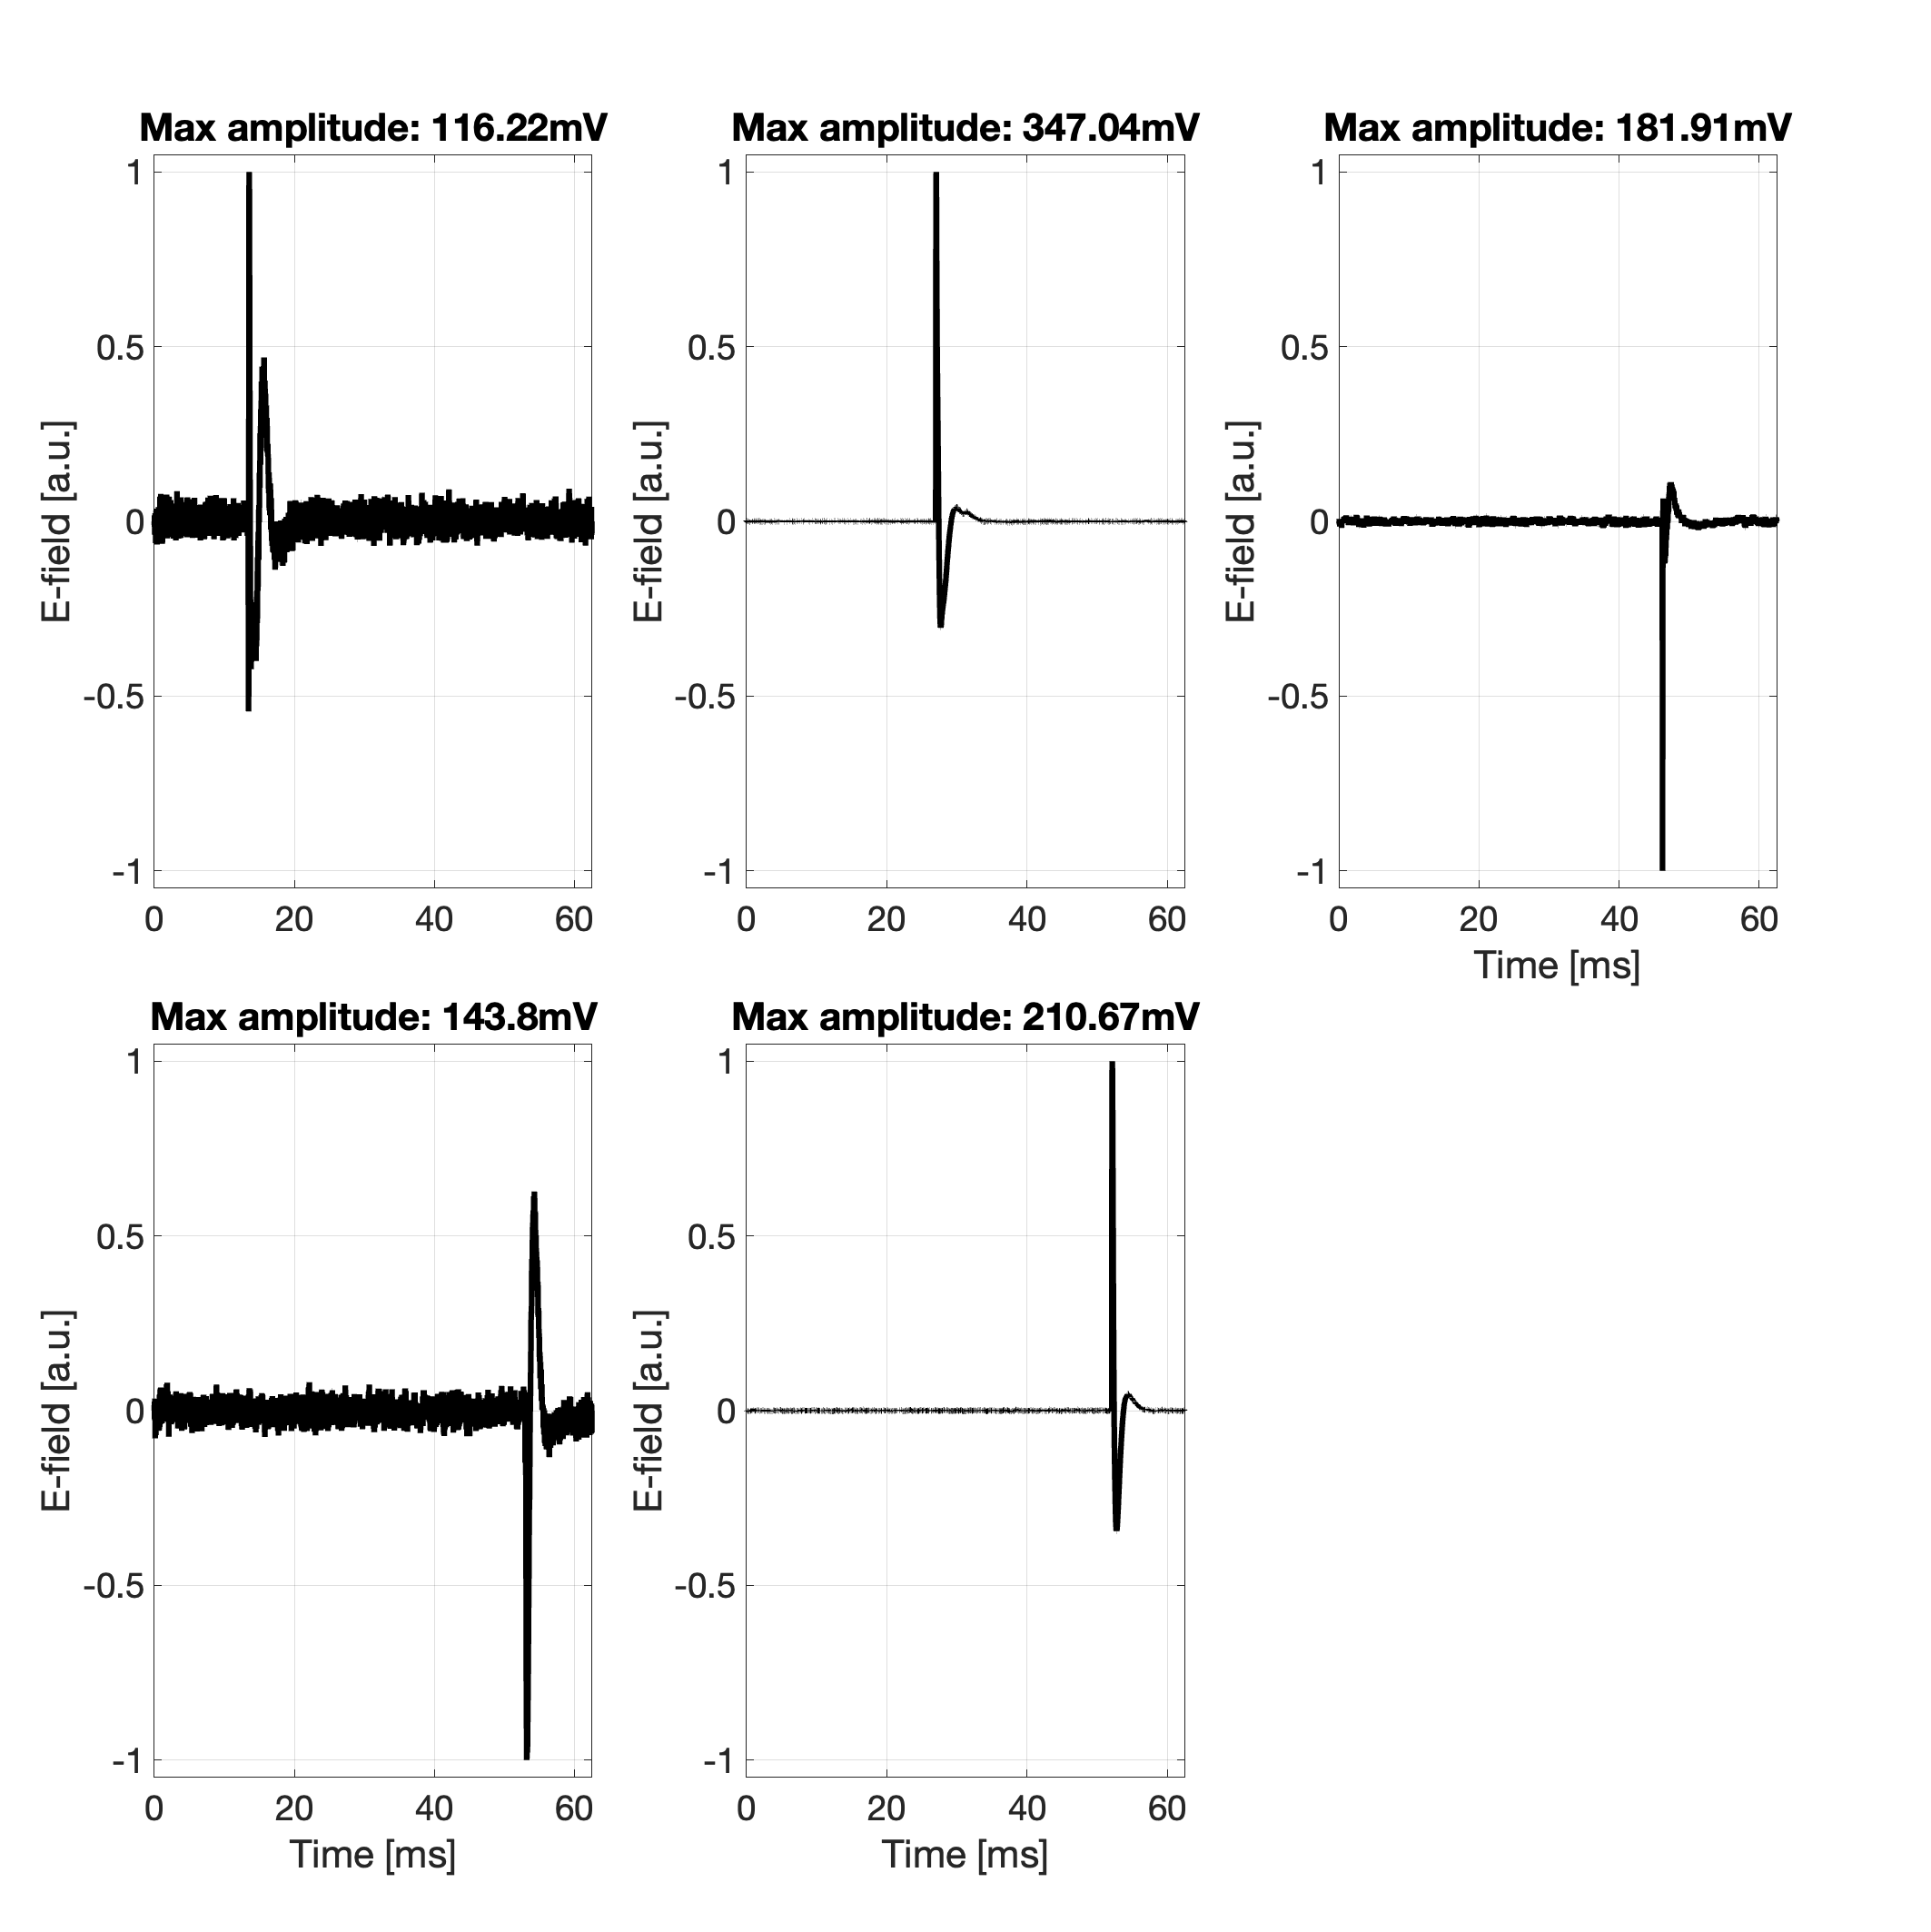 Max amplitude: 116.22mV
1
0.5
0
-0.5
-1
E-field [a.u.]
0 20 40 60
Max amplitude: 347.04mV
1
0.5
0
-0.5
-1
E-field [a.u.]
0 20 40 60
Max amplitude: 181.91mV
1
0.5
0
-0.5
-1
E-field [a.u.]
0 20 40 60
Time [ms]
Max amplitude: 143.8mV
1
0.5
0
-0.5
-1
E-field [a.u.]
0 20 40 60
Time [ms]
Max amplitude: 210.67mV
1
0.5
0
-0.5
-1
E-field [a.u.]
0 20 40 60
Time [ms]